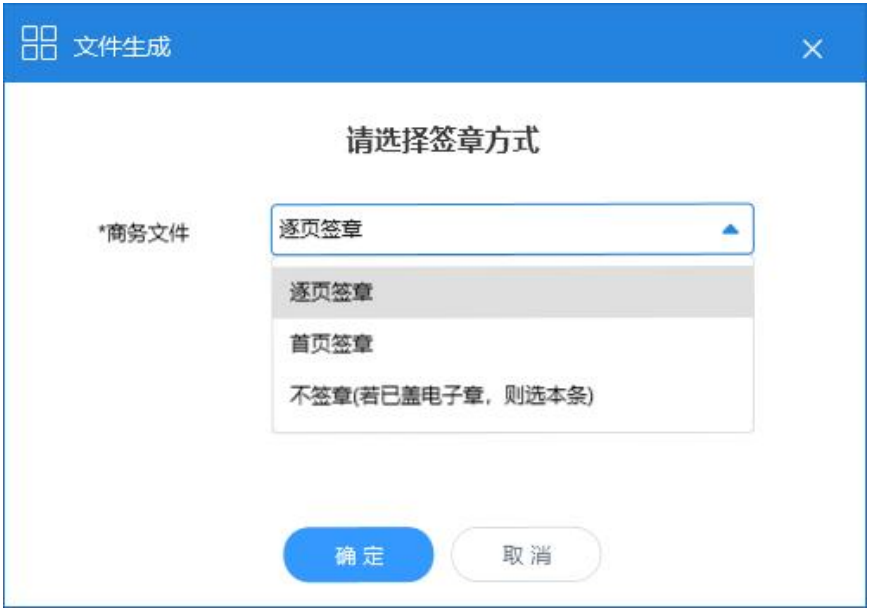 文件生成
请选择签章方式
*商务文件
逐页签章
逐页签章
首页签章
不签章(若已盖电子章，则选本条)
确定
取消